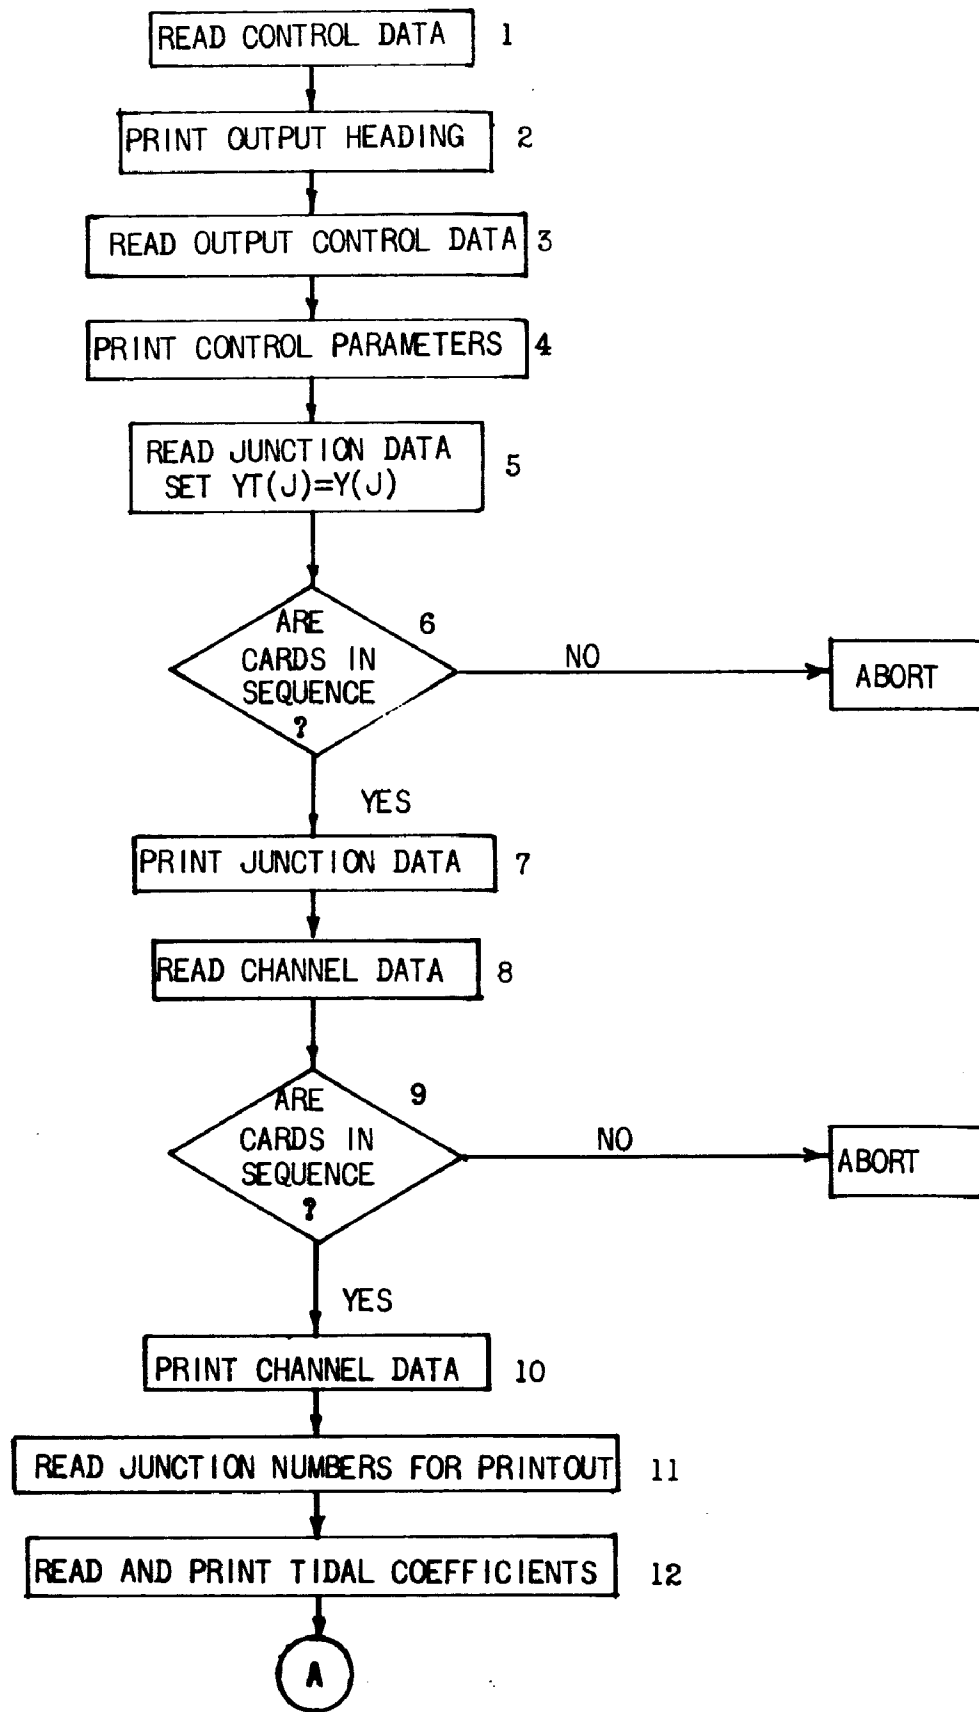 READ CONTROL DATA 1
PRINT OUTPUT HEADING 2
READ OUTPUT CONTROL DATA 3
PRINT CONTROL PARAMETERS 4
READ JUNCTION DATA
SET YT(J)=Y(J)
5
ARE
CARDS IN
SEQUENCE
?
6
NO
ABORT
YES
PRINT JUNCTION DATA 7
READ CHANNEL DATA 8
ARE
CARDS IN
SEQUENCE
?
9
NO
ABORT
YES
PRINT CHANNEL DATA 10
READ JUNCTION NUMBERS FOR PRINTOUT 11
READ AND PRINT TIDAL COEFFICIENTS 12
A